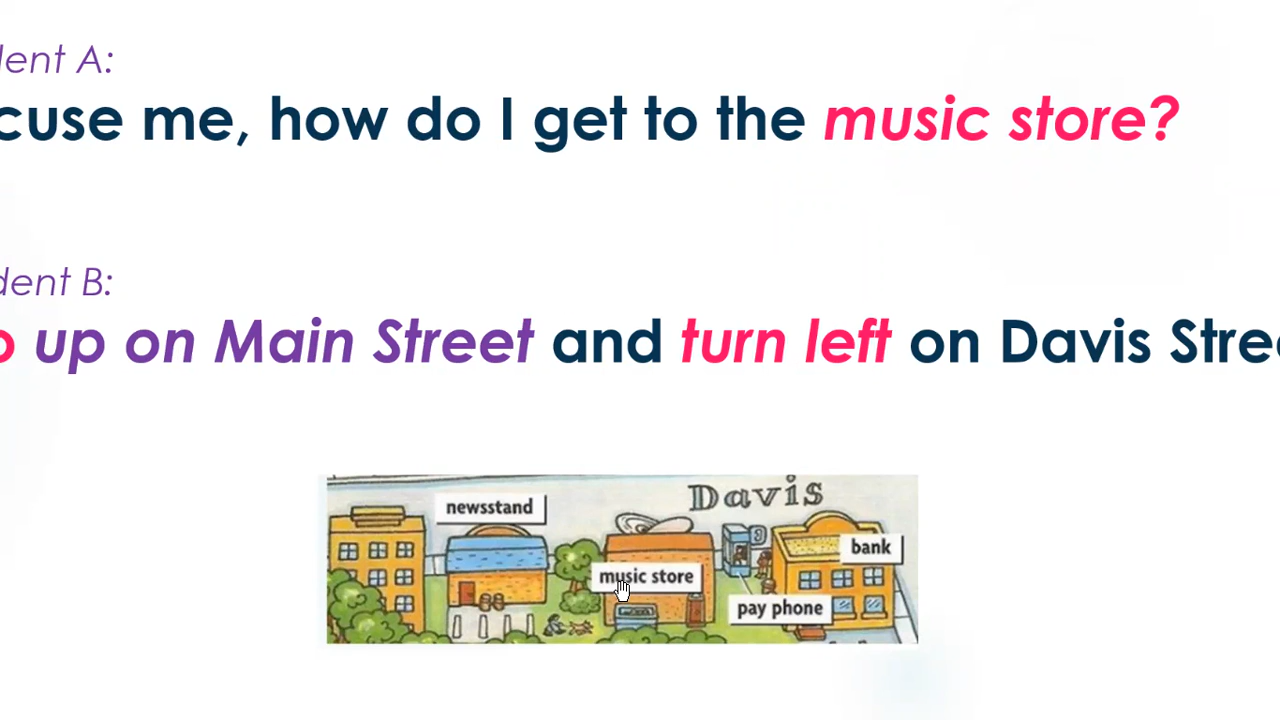 dent A:
cuse me, how do I get to the music store?
dent B:
o up on Main Street and turn left on Davis Stree
Davis
newsstand
bank
music store
pay phone